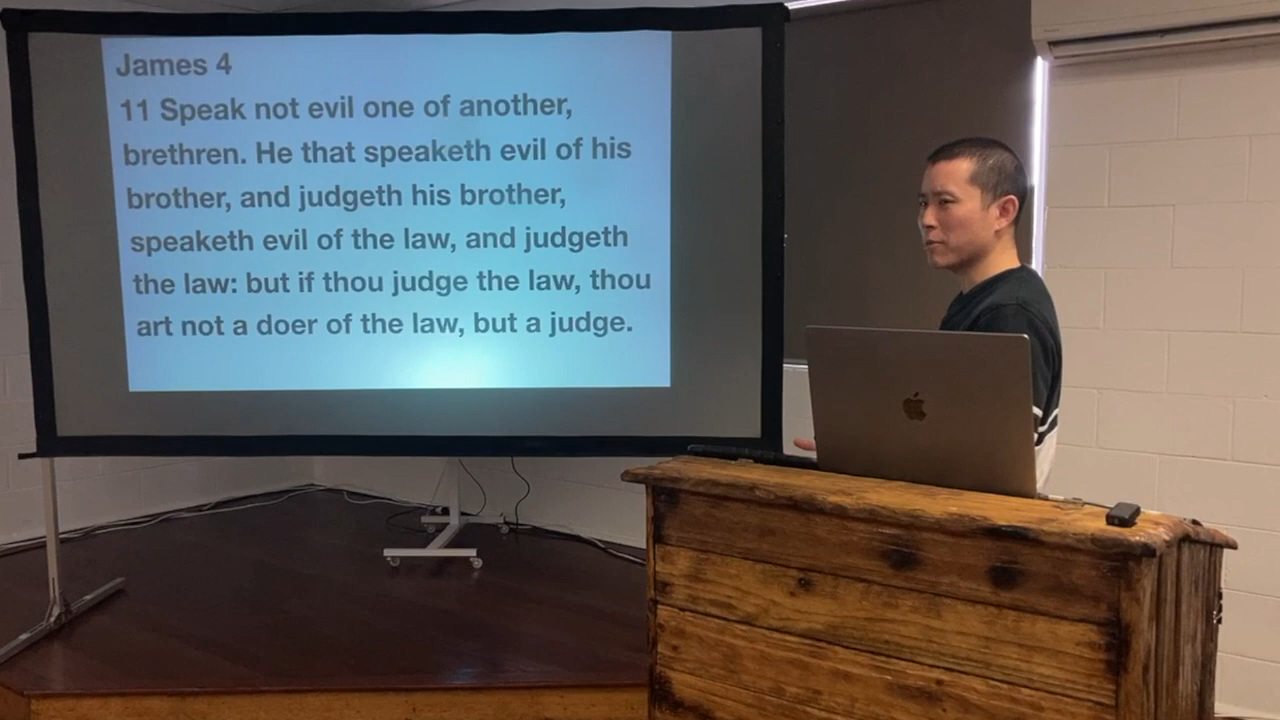 James 4
11 Speak not evil one of another,
brethren. He that speaketh evil of his
brother, and judgeth his brother,
speaketh evil of the law, and judgeth
the law: but if thou judge the law, thou
art not a doer of the law, but a judge.